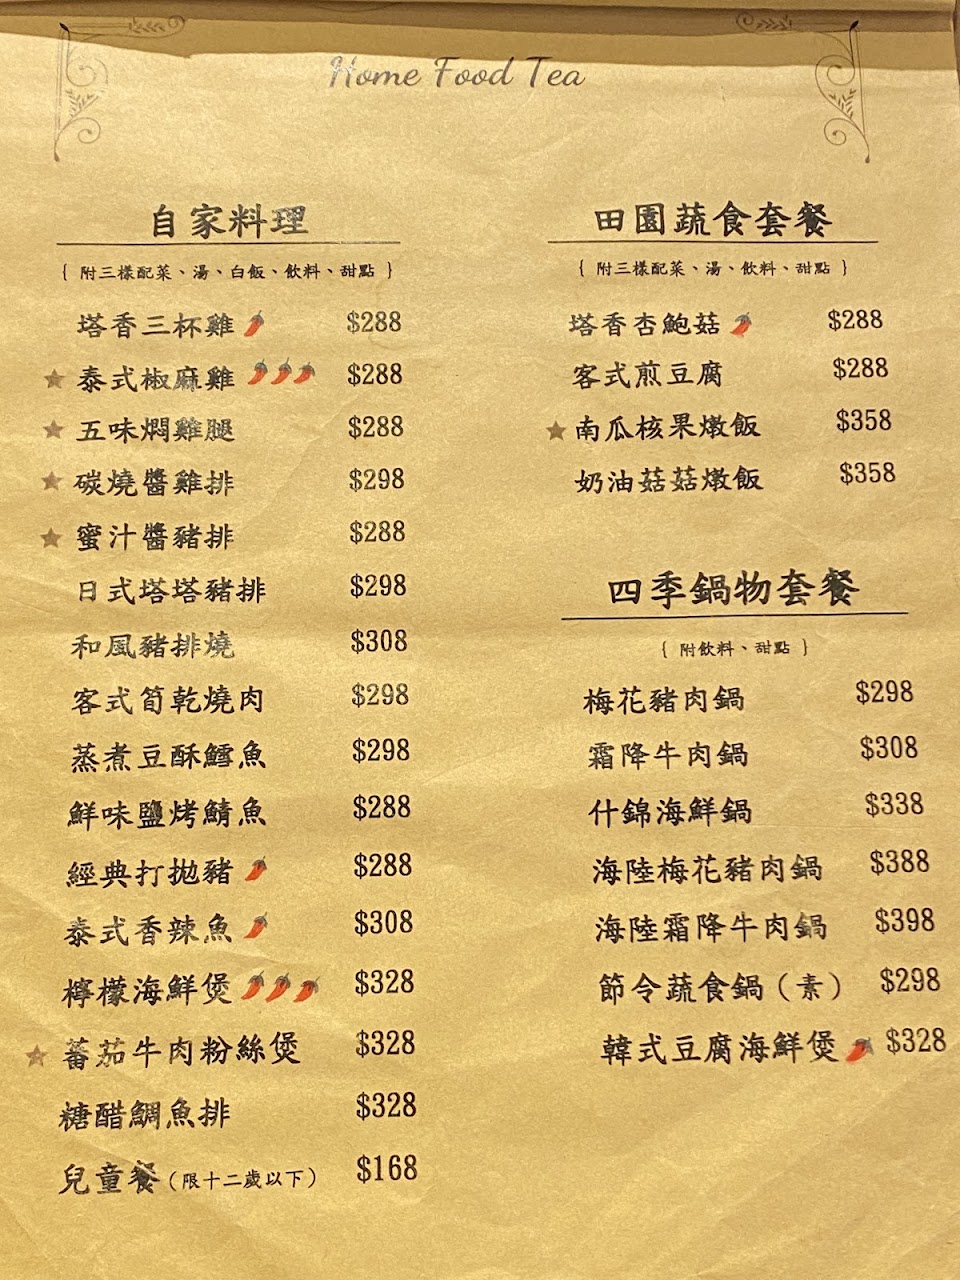 Home Food Tea
自家料理
{ 附三樣配菜、湯、白飯、飲料、甜點 }
塔香三杯雞 $288
泰式椒麻雞 $288
五味燜雞腿 $288
碳燒醬雞排 $298
蜜汁醬豬排 $288
日式塔塔豬排 $298
和風豬排燒 $308
客式筍乾燒肉 $298
蒸煮豆酥鱈魚 $298
鮮味鹽烤鯖魚 $288
經典打拋豬 $288
泰式香辣魚 $308
檸檬海鮮煲 $328
蕃茄牛肉粉絲煲 $328
糖醋鯛魚排 $328
兒童餐(限十二歲以下) $168
田園蔬食套餐
{ 附三樣配菜、湯、飲料、甜點 }
塔香杏鮑菇 $288
客式煎豆腐 $288
南瓜核果燉飯 $358
奶油菇菇燉飯 $358
四季鍋物套餐
{ 附飲料、甜點 }
梅花豬肉鍋 $298
霜降牛肉鍋 $308
什錦海鮮鍋 $338
海陸梅花豬肉鍋 $388
海陸霜降牛肉鍋 $398
節令蔬食鍋(素) $298
韓式豆腐海鮮煲 $328